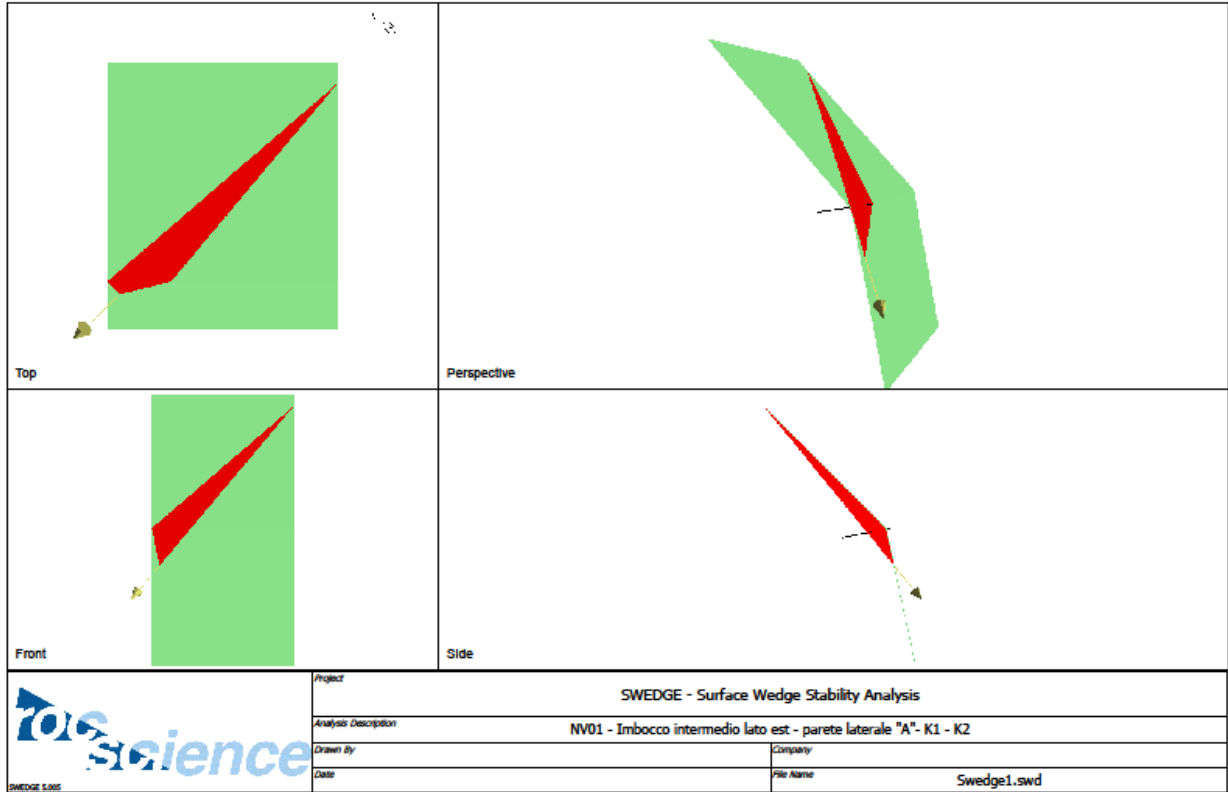 Top
Perspective
Front
Side
rocscience
SWEDGE 5.005
Project
SWEDGE - Surface Wedge Stability Analysis
Analysis Description
NV01 - Imbocco intermedio lato est - parete laterale "A"- K1 - K2
Drawn By
Company
Date
File Name
Swedge1.swd